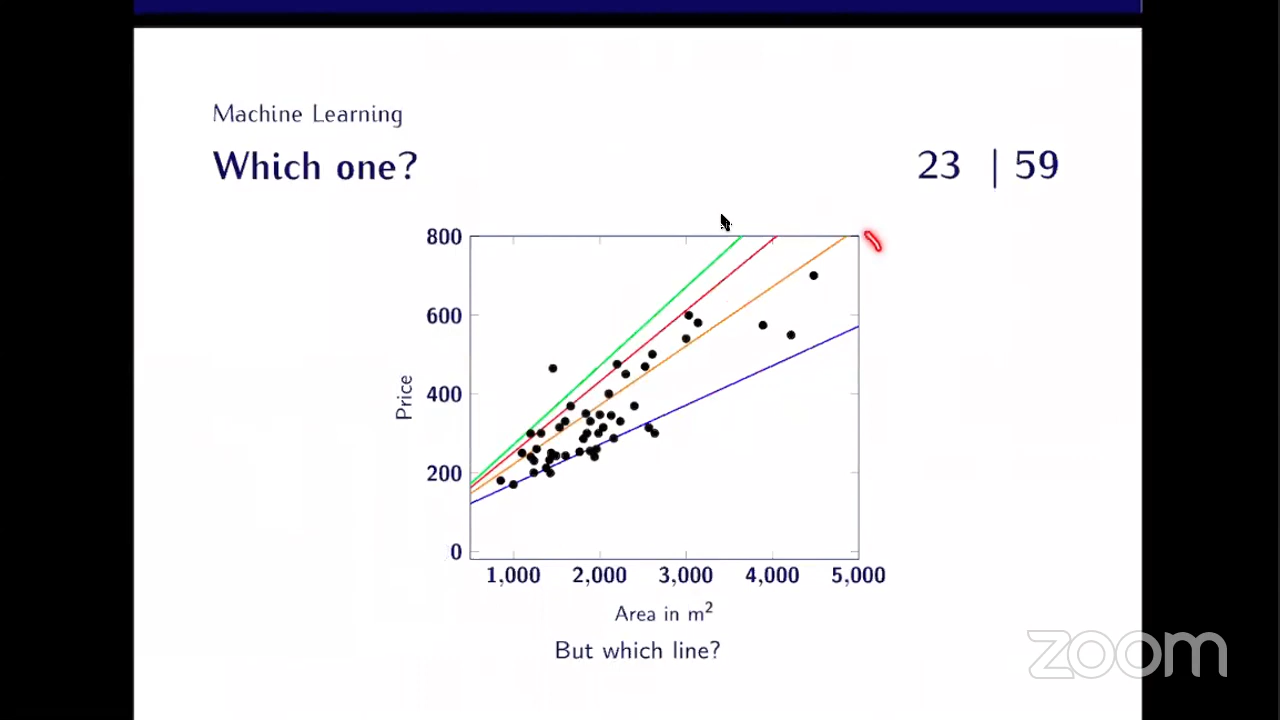 Machine Learning
Which one?
23 | 59
800
600
400
200
0
Price
1,000 2,000 3,000 4,000 5,000
Area in m²
But which line?
zoom